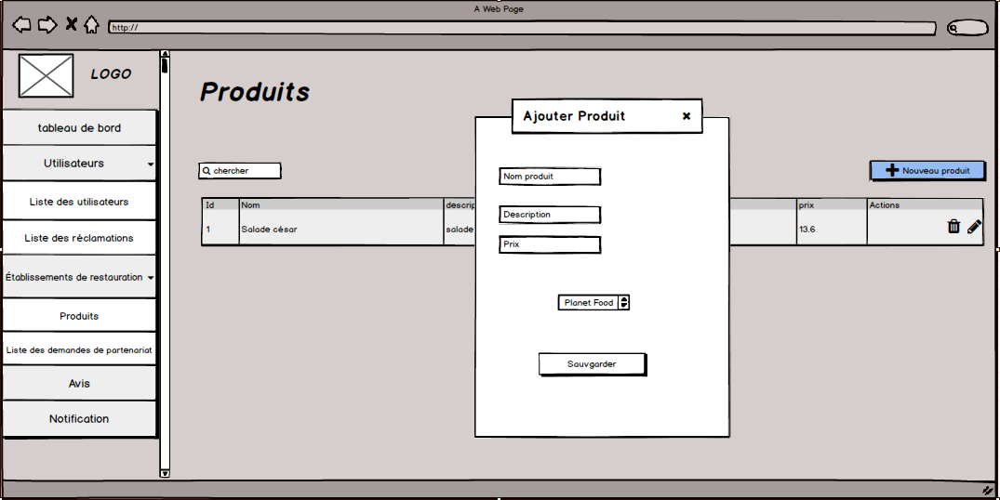 A Web Page
http://
LOGO
tableau de bord
Utilisateurs
Liste des utilisateurs
Liste des réclamations
Établissements de restauration
Produits
Liste des demandes de partenariat
Avis
Notification
Produits
chercher
Nouveau produit
Id Nom descrip prix Actions
1 Salade césar salade 13.6
Ajouter Produit
Nom produit
Description
Prix
Planet Food
Sauvgarder